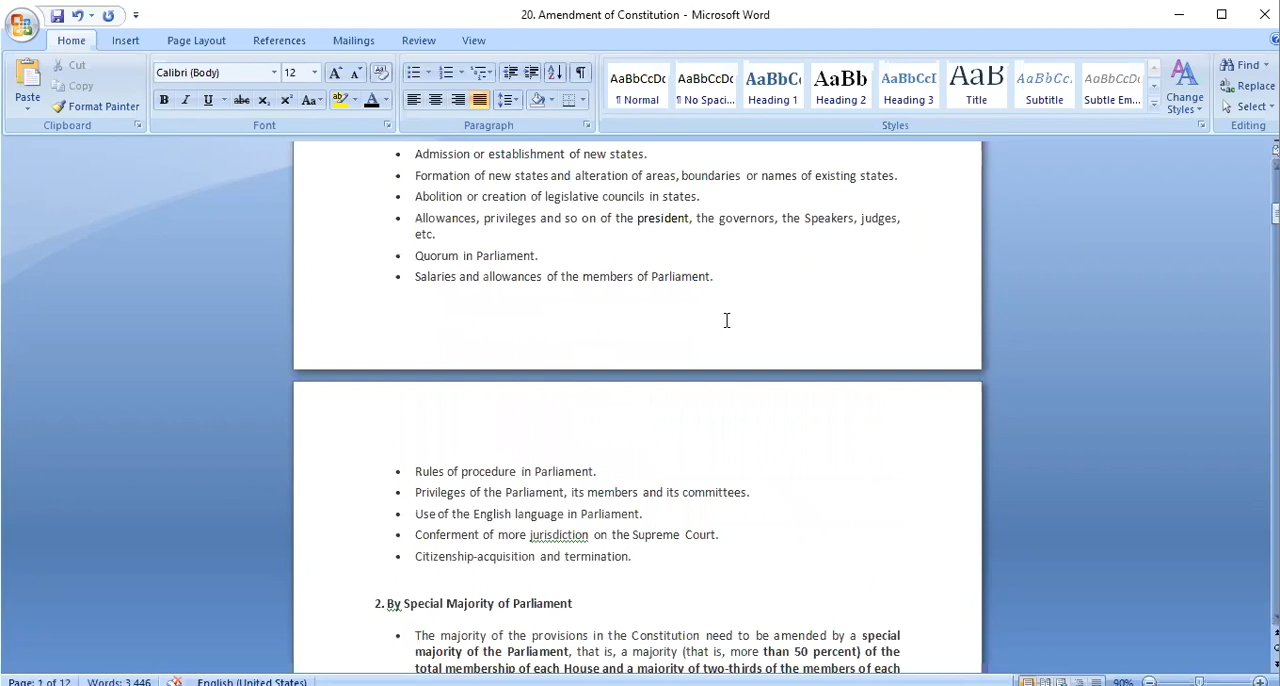 20. Amendment of Constitution - Microsoft Word
Home Insert Page Layout References Mailings Review View
Paste
Cut
Copy
Format Painter
Clipboard
Calibri (Body) 12
B I U abc X₂ X² Aa
Font
Paragraph
AaBbCcDc AaBbCcDc AaBbC AaBb AaBbCcI AaB AaBbCc. AaBbCcDc
¶ Normal ¶ No Spaci... Heading 1 Heading 2 Heading 3 Title Subtitle Subtle Em...
Change Styles
Styles
Find
Replace
Select
Editing
• Admission or establishment of new states.
• Formation of new states and alteration of areas, boundaries or names of existing states.
• Abolition or creation of legislative councils in states.
• Allowances, privileges and so on of the president, the governors, the Speakers, judges,
etc.
• Quorum in Parliament.
• Salaries and allowances of the members of Parliament.
• Rules of procedure in Parliament.
• Privileges of the Parliament, its members and its committees.
• Use of the English language in Parliament.
• Conferment of more jurisdiction on the Supreme Court.
• Citizenship-acquisition and termination.
2. By Special Majority of Parliament
• The majority of the provisions in the Constitution need to be amended by a special
majority of the Parliament, that is, a majority (that is, more than 50 percent) of the
total membership of each House and a majority of two-thirds of the members of each
Page: 1 of 12 Words: 3,446 English (United States) 90%